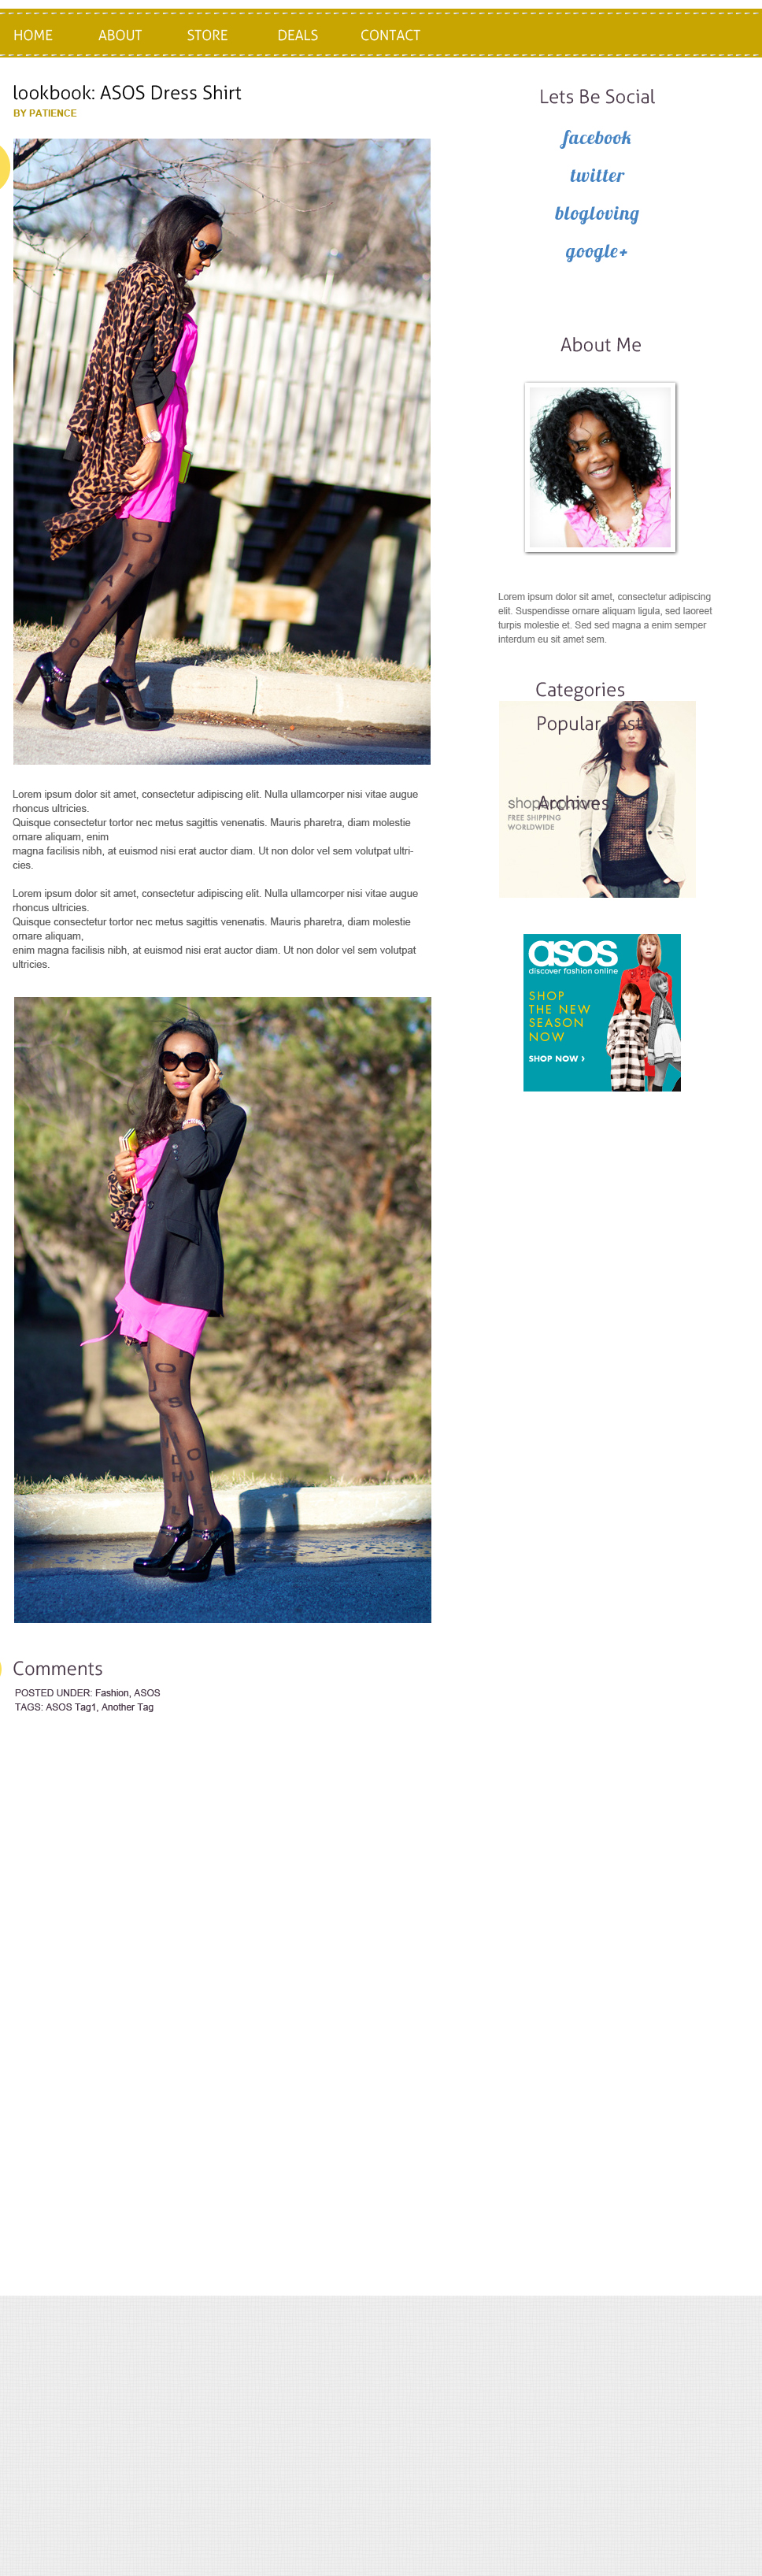 HOME ABOUT STORE DEALS CONTACT
lookbook: ASOS Dress Shirt
BY PATIENCE
Lorem ipsum dolor sit amet, consectetur adipiscing elit. Nulla ullamcorper nisi vitae augue
rhoncus ultricies.
Quisque consectetur tortor nec metus sagittis venenatis. Mauris pharetra, diam molestie
ornare aliquam, enim
magna facilisis nibh, at euismod nisi erat auctor diam. Ut non dolor vel sem volutpat ultri-
cies.
Lorem ipsum dolor sit amet, consectetur adipiscing elit. Nulla ullamcorper nisi vitae augue
rhoncus ultricies.
Quisque consectetur tortor nec metus sagittis venenatis. Mauris pharetra, diam molestie
ornare aliquam,
enim magna facilisis nibh, at euismod nisi erat auctor diam. Ut non dolor vel sem volutpat
ultricies.
Comments
POSTED UNDER: Fashion, ASOS
TAGS: ASOS Tag1, Another Tag
Lets Be Social
facebook
twitter
blogloving
google+
About Me
Lorem ipsum dolor sit amet, consectetur adipiscing
elit. Suspendisse ornare aliquam ligula, sed laoreet
turpis molestie et. Sed sed magna a enim semper
interdum eu sit amet sem.
Categories
Popular Posts
Archives
FREE SHIPPING
WORLDWIDE
asos
discover fashion online
SHOP
THE NEW
SEASON
NOW
SHOP NOW ›